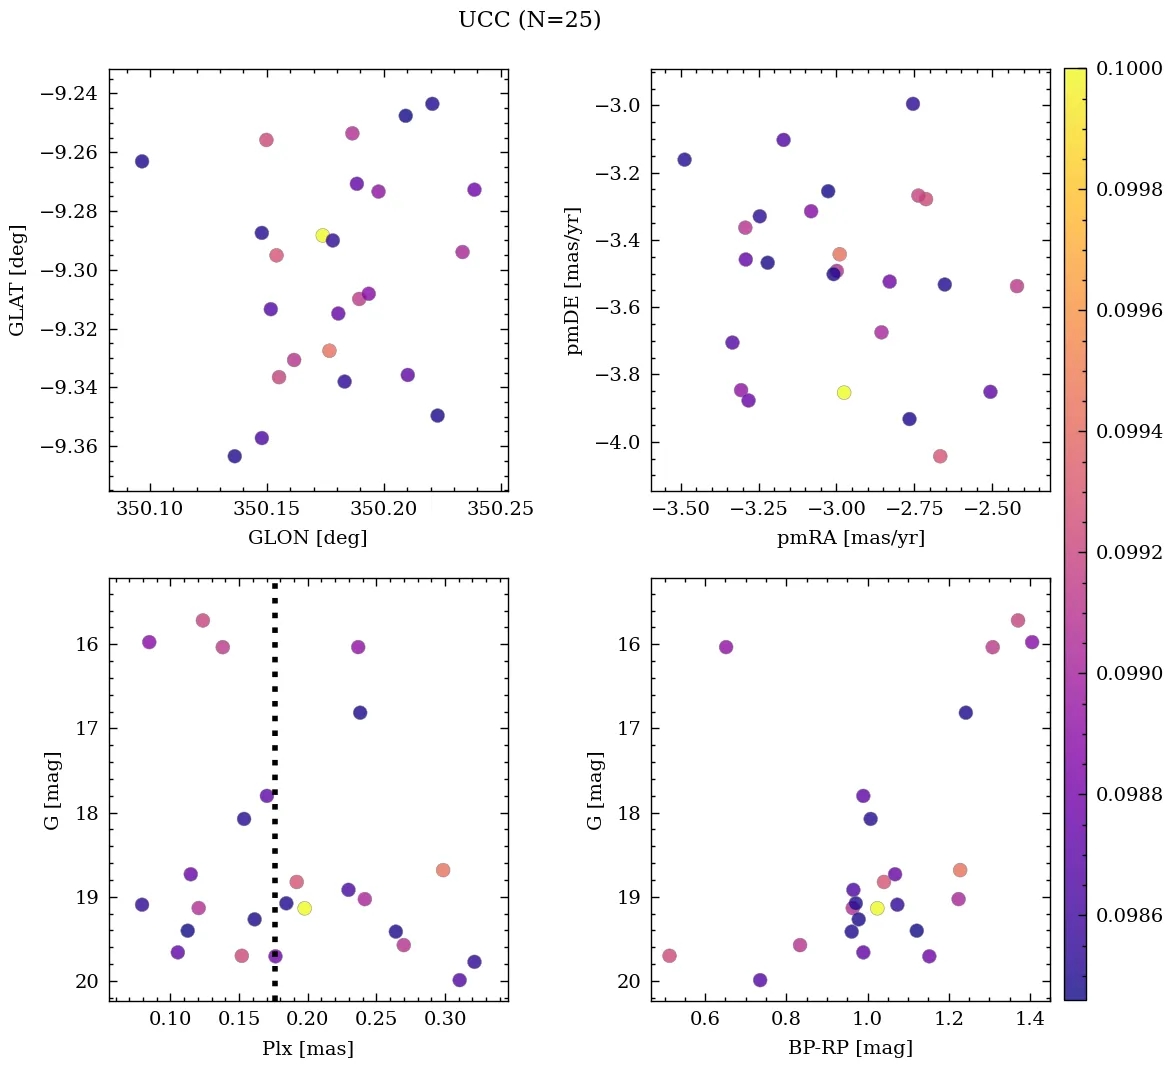 UCC (N=25)
−9.24
−9.26
−9.28
−9.30
−9.32
−9.34
−9.36
GLAT [deg]
350.10 350.15 350.20 350.25
GLON [deg]
−3.0
−3.2
−3.4
−3.6
−3.8
−4.0
pmDE [mas/yr]
−3.50 −3.25 −3.00 −2.75 −2.50
pmRA [mas/yr]
16
17
18
19
20
G [mag]
0.10 0.15 0.20 0.25 0.30
Plx [mas]
16
17
18
19
20
G [mag]
0.6 0.8 1.0 1.2 1.4
BP-RP [mag]
0.1000
0.0998
0.0996
0.0994
0.0992
0.0990
0.0988
0.0986